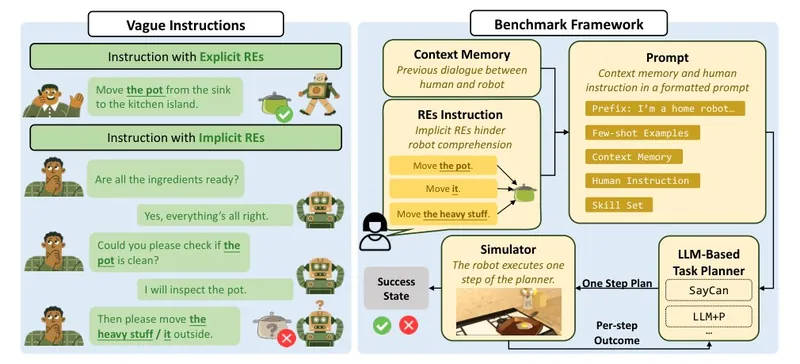 Vague Instructions
Instruction with Explicit REs
Move the pot from the sink
to the kitchen island.
Instruction with Implicit REs
Are all the ingredients ready?
Yes, everything's all right.
Could you please check if the
pot is clean?
I will inspect the pot.
Then please move the
heavy stuff / it outside.
? ?
?
Benchmark Framework
Context Memory
Previous dialogue between
human and robot
REs Instruction
Implicit REs hinder
robot comprehension
Move the pot.
Move it.
Move the heavy stuff.
Prompt
Context memory and human
instruction in a formatted prompt
Prefix: I'm a home robot…
Few-shot Examples
Context Memory
Human Instruction
Skill Set
Success
State
Simulator
The robot executes one
step of the planner.
One Step Plan
Per-step
Outcome
LLM-Based
Task Planner
SayCan
LLM+P
…